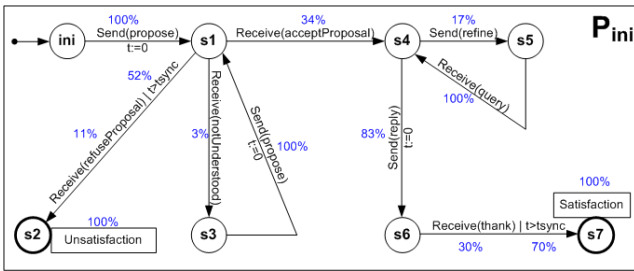 100% 34% 17%
P ini
ini Send(propose) s1 Receive(acceptProposal) s4 Send(refine) s5
t:=0
52%
Receive(refuseProposal) | t>tsync
11%
Receive(notUnderstood)
3%
Send(propose)
t:=0
100%
Receive(query)
100%
83%
Send(reply)
t:=0
100%
Satisfaction
s2
100%
Unsatisfaction
s3
s6 Receive(thank) | t>tsync s7
30% 70%